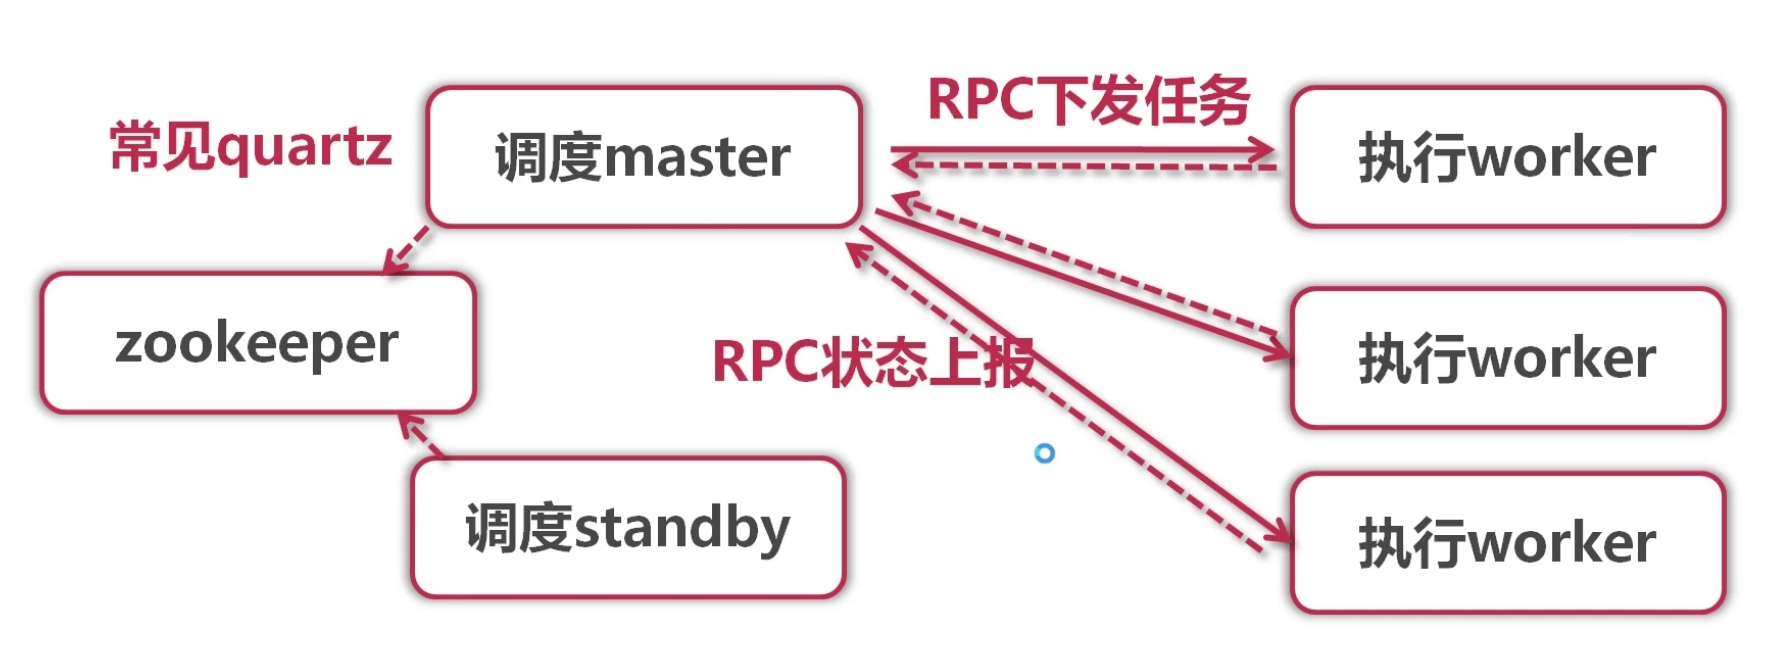 RPC下发任务
常见quartz
调度master
执行worker
zookeeper
RPC状态上报
执行worker
调度standby
执行worker